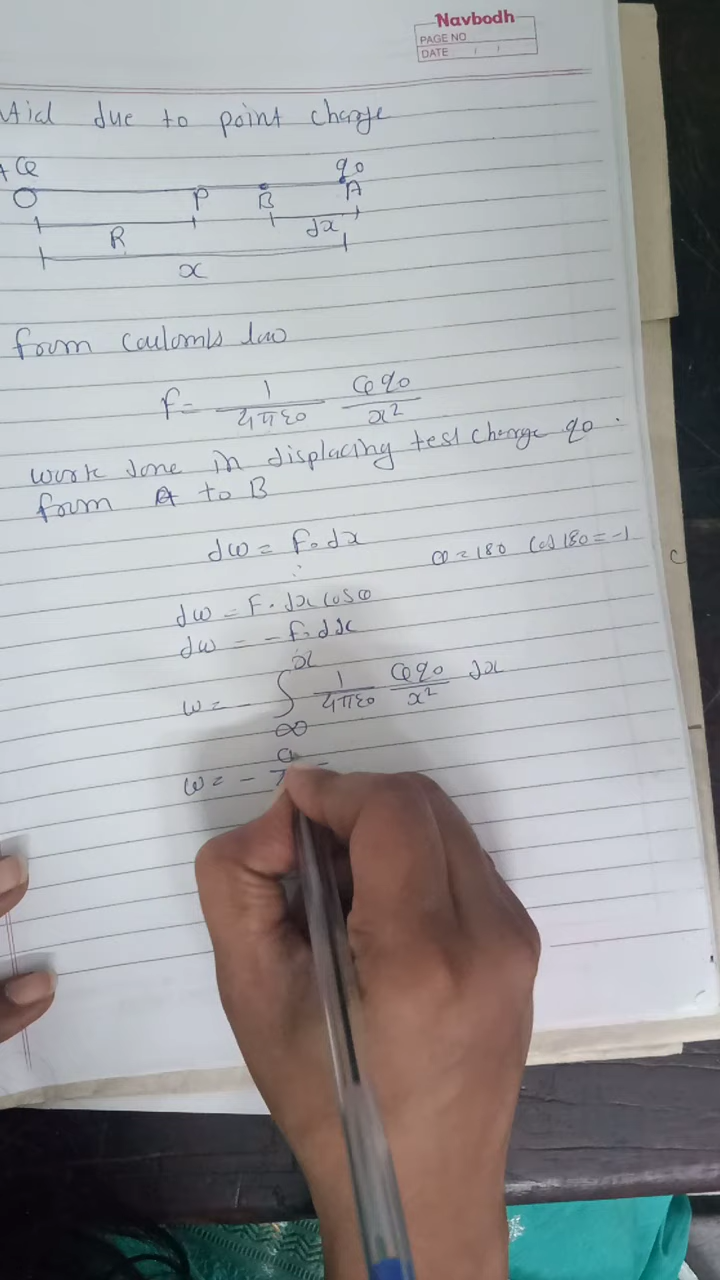 Navbodh
PAGE NO
DATE / /
tial due to point charge
+Q q0
P B A
R dx
x
form Coulombs law
F = 1/4πε0 Qq0/x²
work done in displacing test charge q0
form A to B
dw = F. dx
θ = 180 Cos 180 = -1
dw = F. dx cosθ
dw = - F. dx
w = - ∫ x ∞ 1/4πε0 Qq0/x² dx
w = -